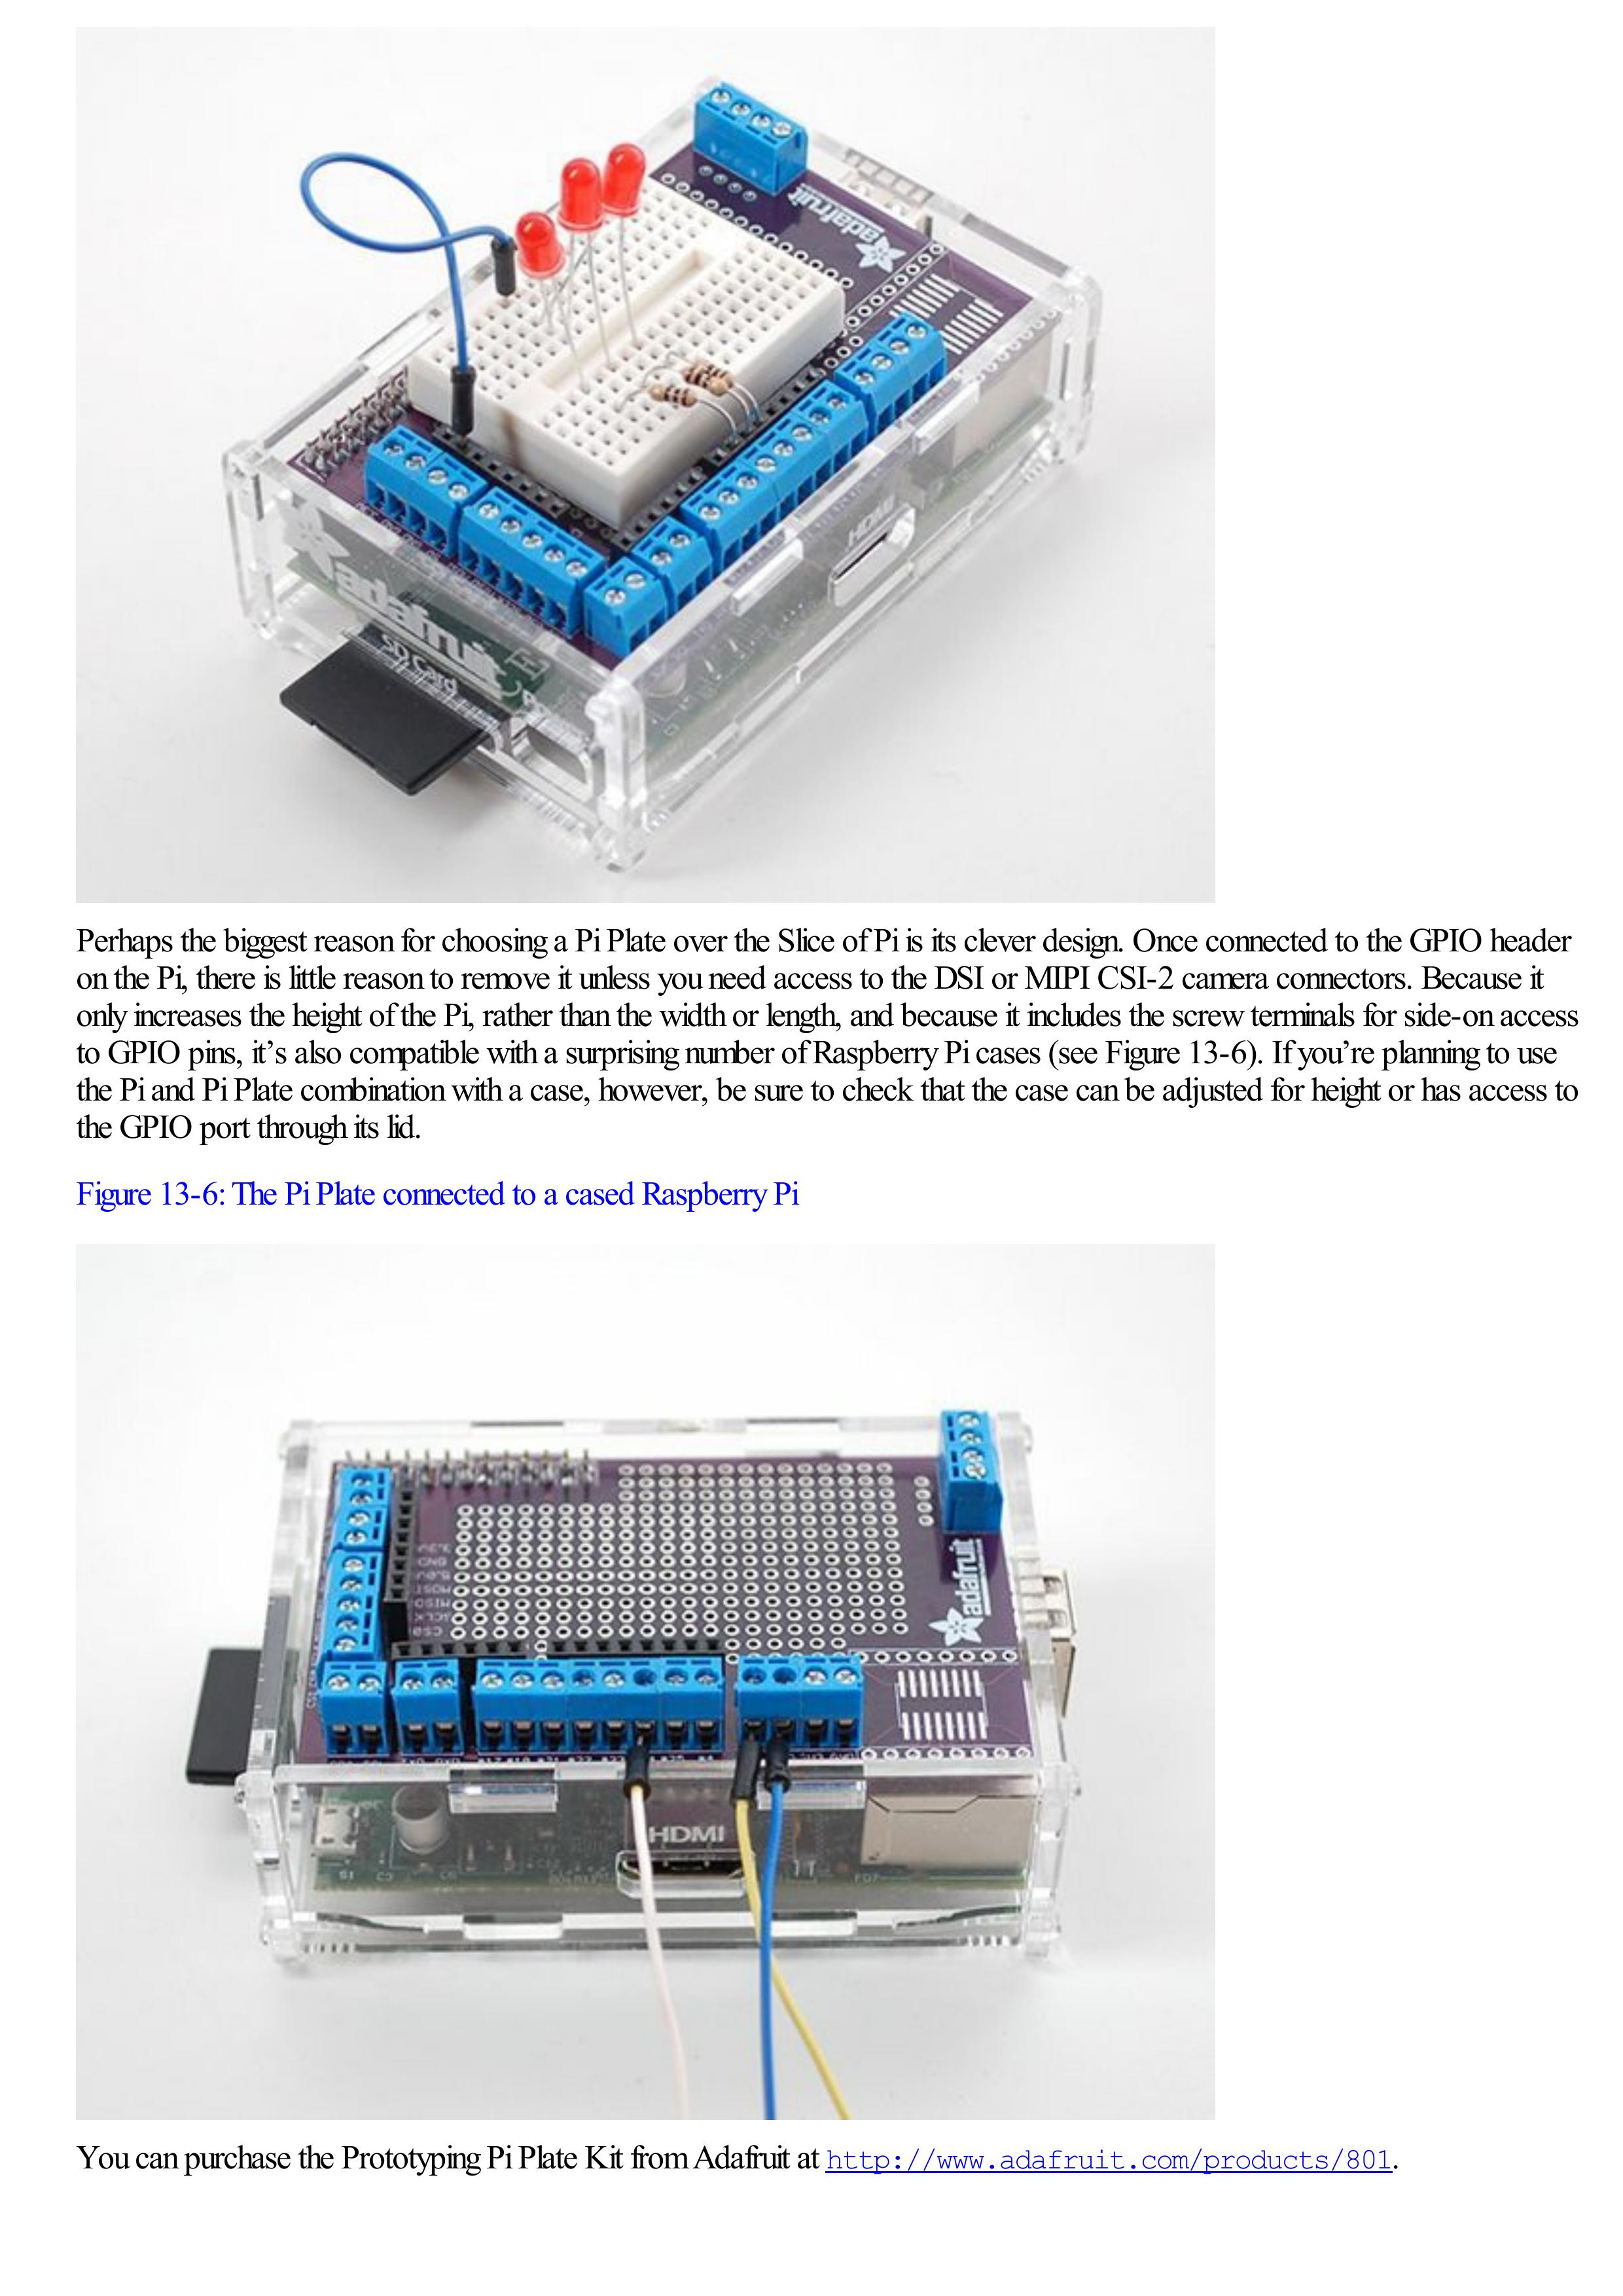 adafruit
HDMI
adafruit
SD Card
Perhaps the biggest reason for choosing a Pi Plate over the Slice of Pi is its clever design. Once connected to the GPIO header
on the Pi, there is little reason to remove it unless you need access to the DSI or MIPI CSI-2 camera connectors. Because it
only increases the height of the Pi, rather than the width or length, and because it includes the screw terminals for side-on access
to GPIO pins, it’s also compatible with a surprising number of Raspberry Pi cases (see Figure 13-6). If you’re planning to use
the Pi and Pi Plate combination with a case, however, be sure to check that the case can be adjusted for height or has access to
the GPIO port through its lid.
Figure 13-6: The Pi Plate connected to a cased Raspberry Pi
3.3V
GND
5.0V
MOSI
MISO
CS0
adafruit
TXD RXD
HDMI
You can purchase the Prototyping Pi Plate Kit from Adafruit at http://www.adafruit.com/products/801.